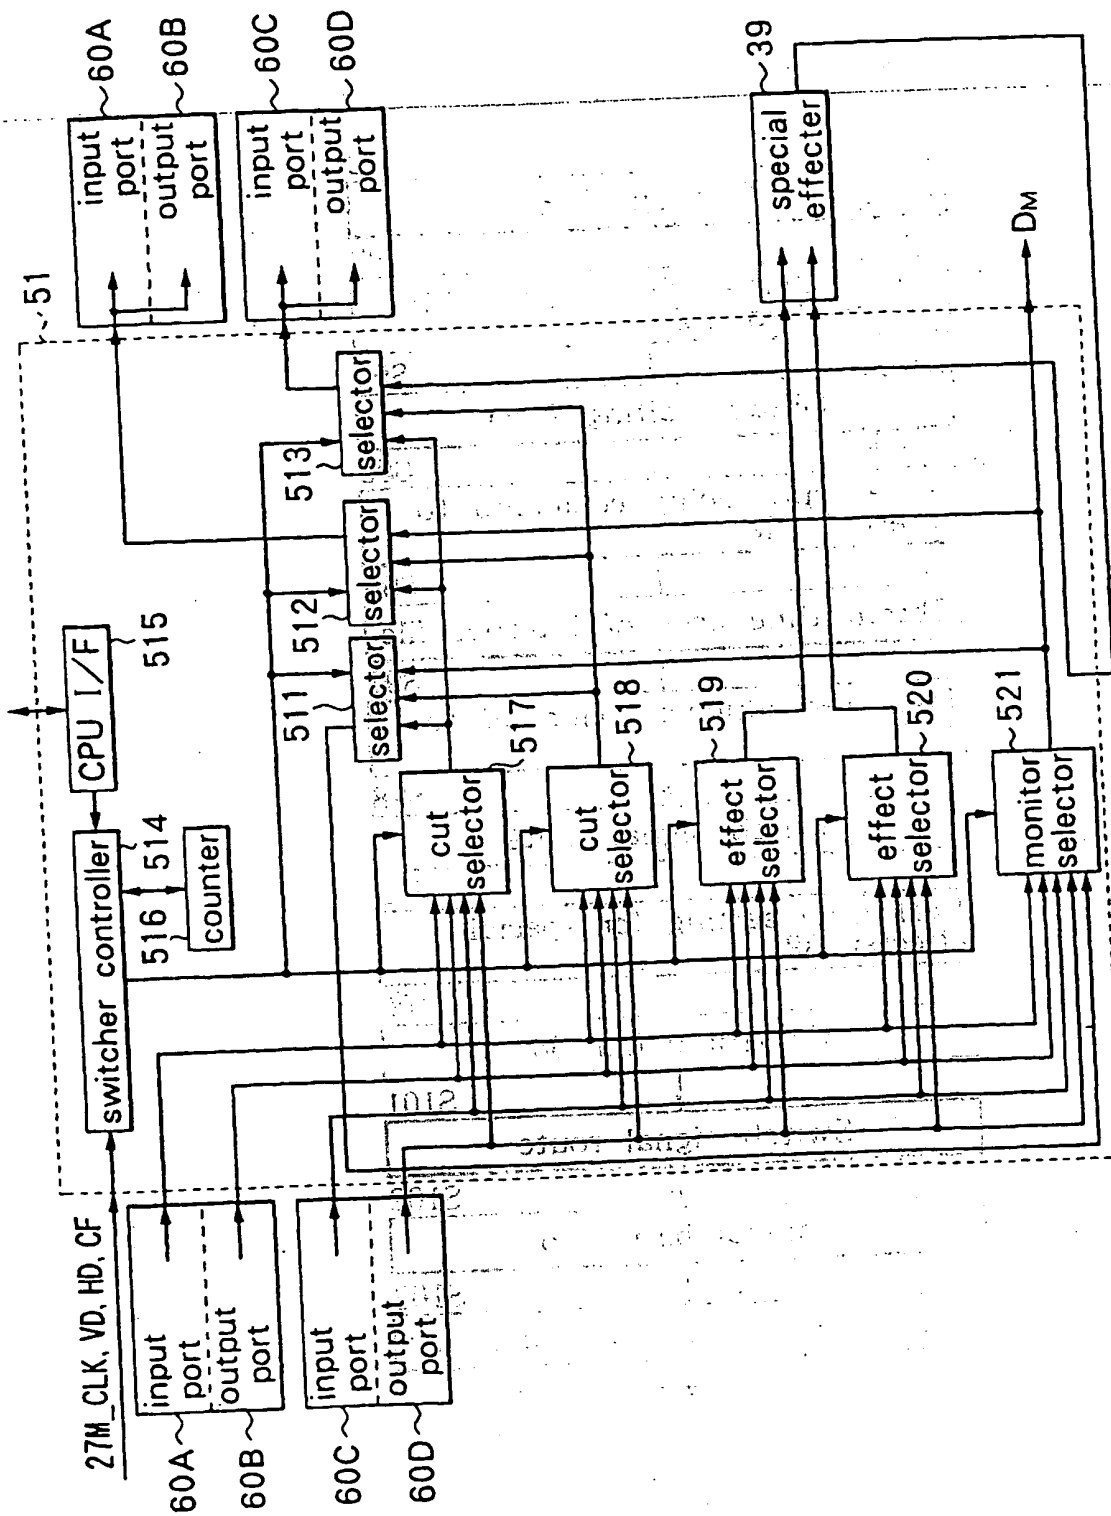 27M_CLK, VD, HD, CF
switcher controller
514
CPU I/F
515
516
counter
51
60A
input port
60B
output port
60C
input port
60D
output port
511
selector
512
selector
513
selector
cut selector
517
cut selector
518
effect selector
519
effect selector
520
monitor selector
521
input port
60A
output port
60B
input port
60C
output port
60D
special effecter
39
DM